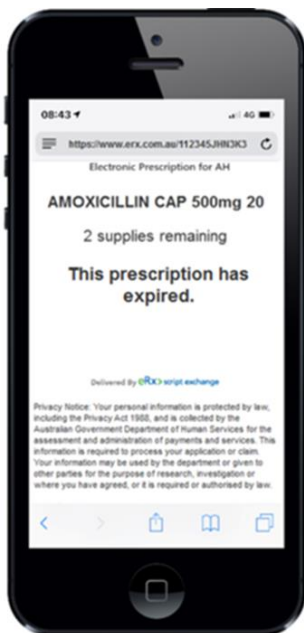 08:43
4G
https://www.erx.com.au/112345JHN3K3
Electronic Prescription for AH
AMOXICILLIN CAP 500mg 20
2 supplies remaining
This prescription has
expired.
Delivered By eRx script exchange
Privacy Notice: Your personal information is protected by law,
including the Privacy Act 1988, and is collected by the
Australian Government Department of Human Services for the
assessment and administration of payments and services. This
information is required to process your application or claim.
Your information may be used by the department or given to
other parties for the purpose of research, investigation or
where you have agreed, or it is required or authorised by law.